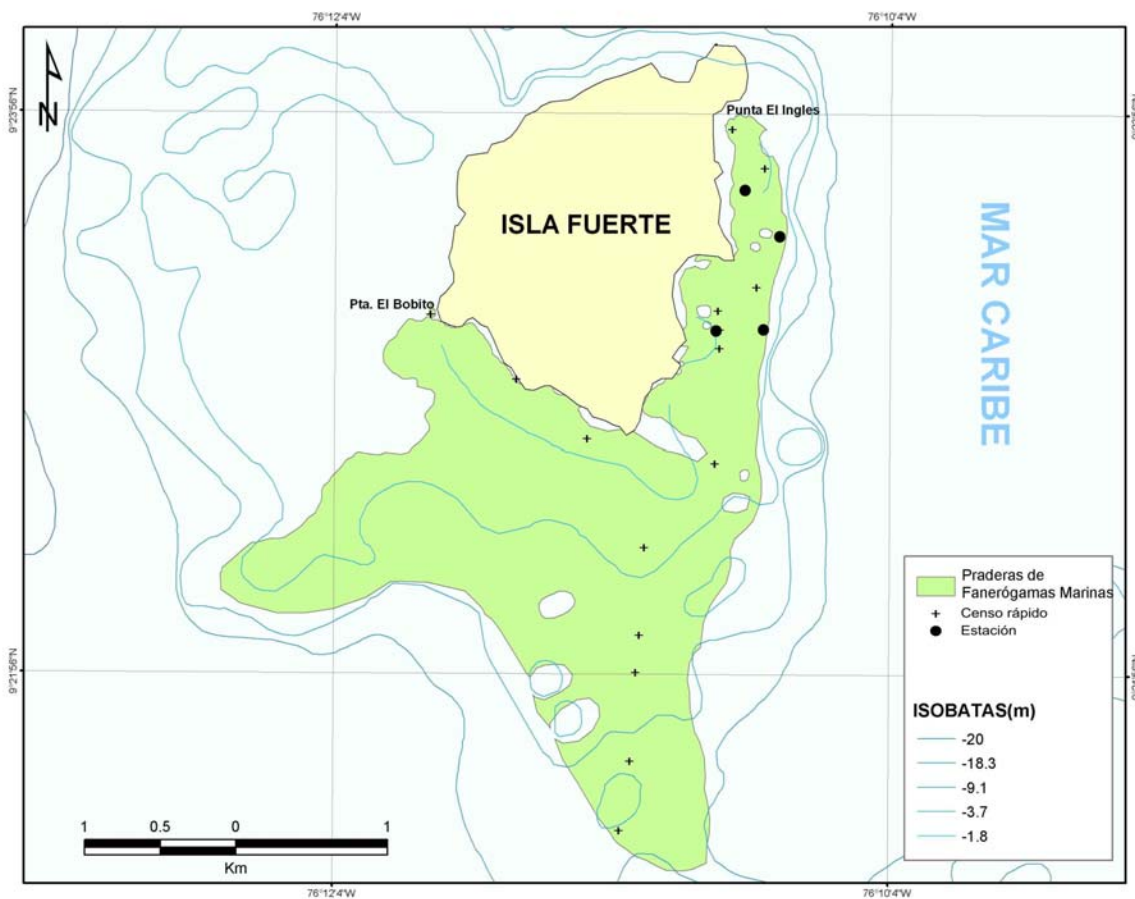 76°12'4"W
76°10'4"W
N
9°23'56"N
Punta El Ingles
ISLA FUERTE
MAR CARIBE
Pta. El Bobito
Praderas de
Fanerógamas Marinas
Censo rápido
Estación
9°21'56"N
ISOBATAS(m)
-20
-18.3
-9.1
-3.7
-1.8
1 0.5 0 1
Km
76°12'4"W
76°10'4"W